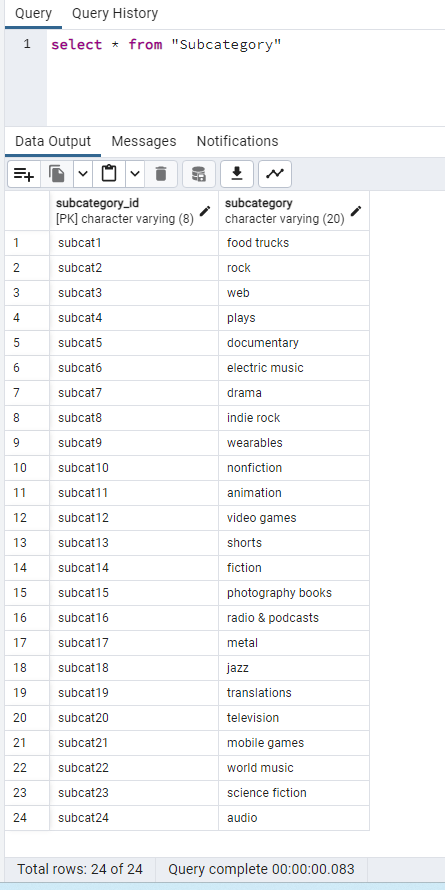 Query Query History
1 select * from "Subcategory"
Data Output Messages Notifications
subcategory_id subcategory
[PK] character varying (8) character varying (20)
1 subcat1 food trucks
2 subcat2 rock
3 subcat3 web
4 subcat4 plays
5 subcat5 documentary
6 subcat6 electric music
7 subcat7 drama
8 subcat8 indie rock
9 subcat9 wearables
10 subcat10 nonfiction
11 subcat11 animation
12 subcat12 video games
13 subcat13 shorts
14 subcat14 fiction
15 subcat15 photography books
16 subcat16 radio & podcasts
17 subcat17 metal
18 subcat18 jazz
19 subcat19 translations
20 subcat20 television
21 subcat21 mobile games
22 subcat22 world music
23 subcat23 science fiction
24 subcat24 audio
Total rows: 24 of 24 Query complete 00:00:00.083